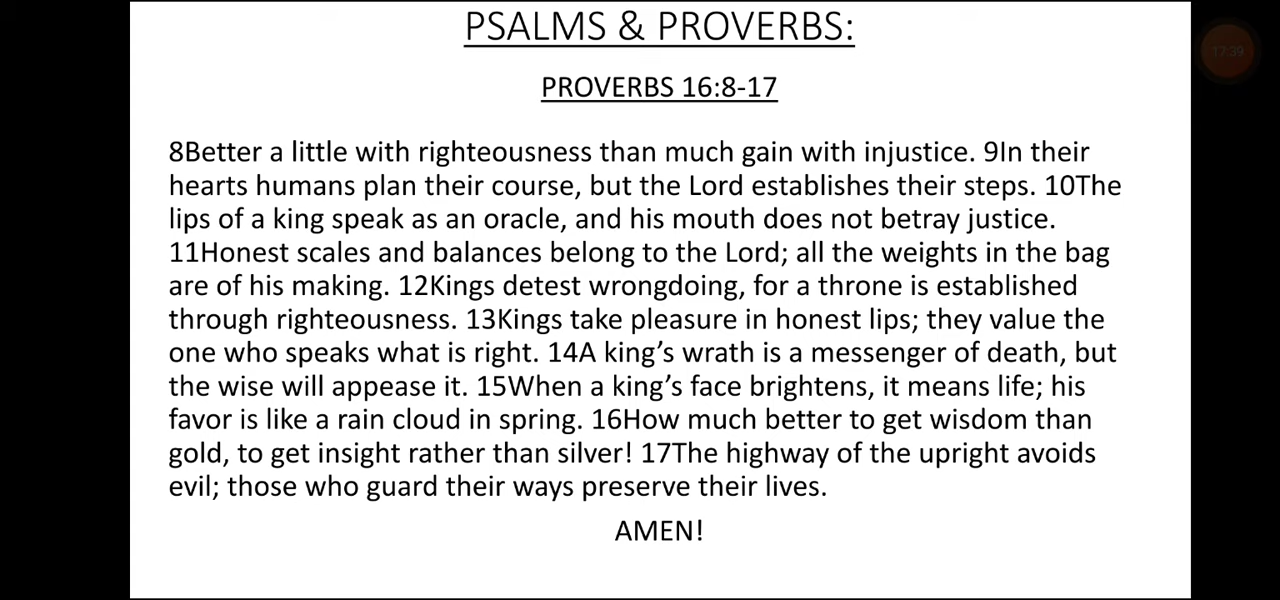 PSALMS & PROVERBS:
17:39
PROVERBS 16:8-17
8Better a little with righteousness than much gain with injustice. 9In their
hearts humans plan their course, but the Lord establishes their steps. 10The
lips of a king speak as an oracle, and his mouth does not betray justice.
11Honest scales and balances belong to the Lord; all the weights in the bag
are of his making. 12Kings detest wrongdoing, for a throne is established
through righteousness. 13Kings take pleasure in honest lips; they value the
one who speaks what is right. 14A king’s wrath is a messenger of death, but
the wise will appease it. 15When a king’s face brightens, it means life; his
favor is like a rain cloud in spring. 16How much better to get wisdom than
gold, to get insight rather than silver! 17The highway of the upright avoids
evil; those who guard their ways preserve their lives.
AMEN!